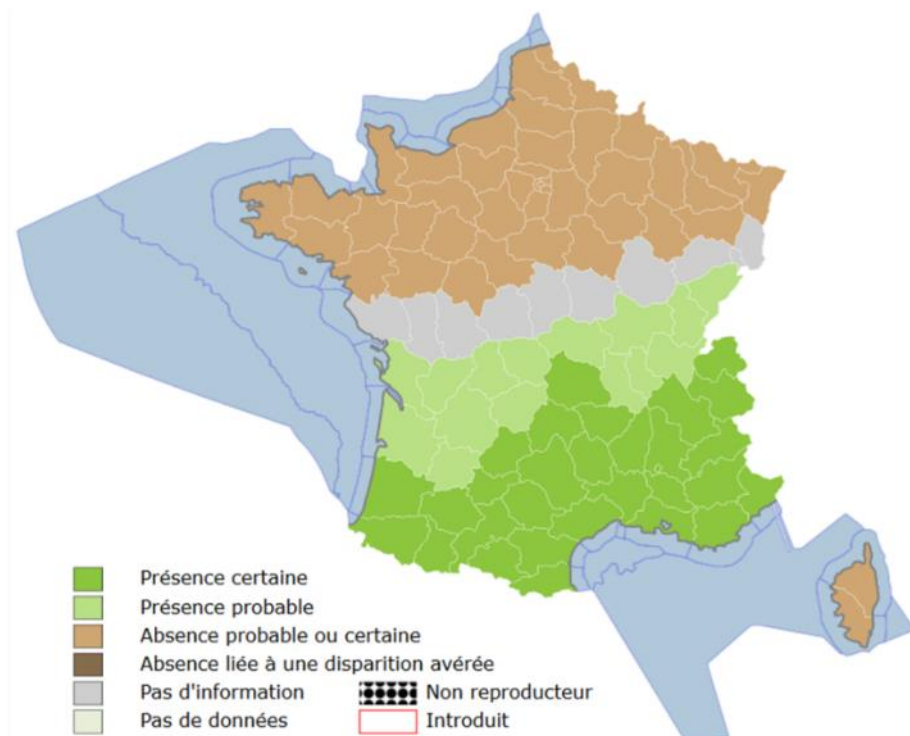 Présence certaine
Présence probable
Absence probable ou certaine
Absence liée à une disparition avérée
Pas d'information
Non reproducteur
Pas de données
Introduit